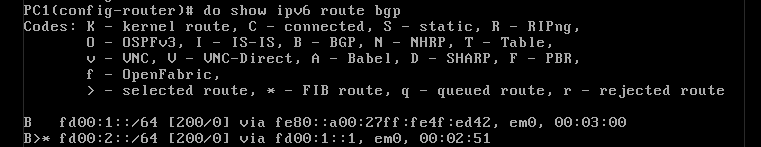 PC1(config-router)# do show ipv6 route bgp
Codes: K - kernel route, C - connected, S - static, R - RIPng,
       O - OSPFv3, I - IS-IS, B - BGP, N - NHRP, T - Table,
       v - VNC, V - VNC-Direct, A - Babel, D - SHARP, F - PBR,
       f - OpenFabric,
       > - selected route, * - FIB route, q - queued route, r - rejected route
B   fd00:1::/64 [200/0] via fe80::a00:27ff:fe4f:ed42, em0, 00:03:00
B>* fd00:2::/64 [200/0] via fd00:1::1, em0, 00:02:51